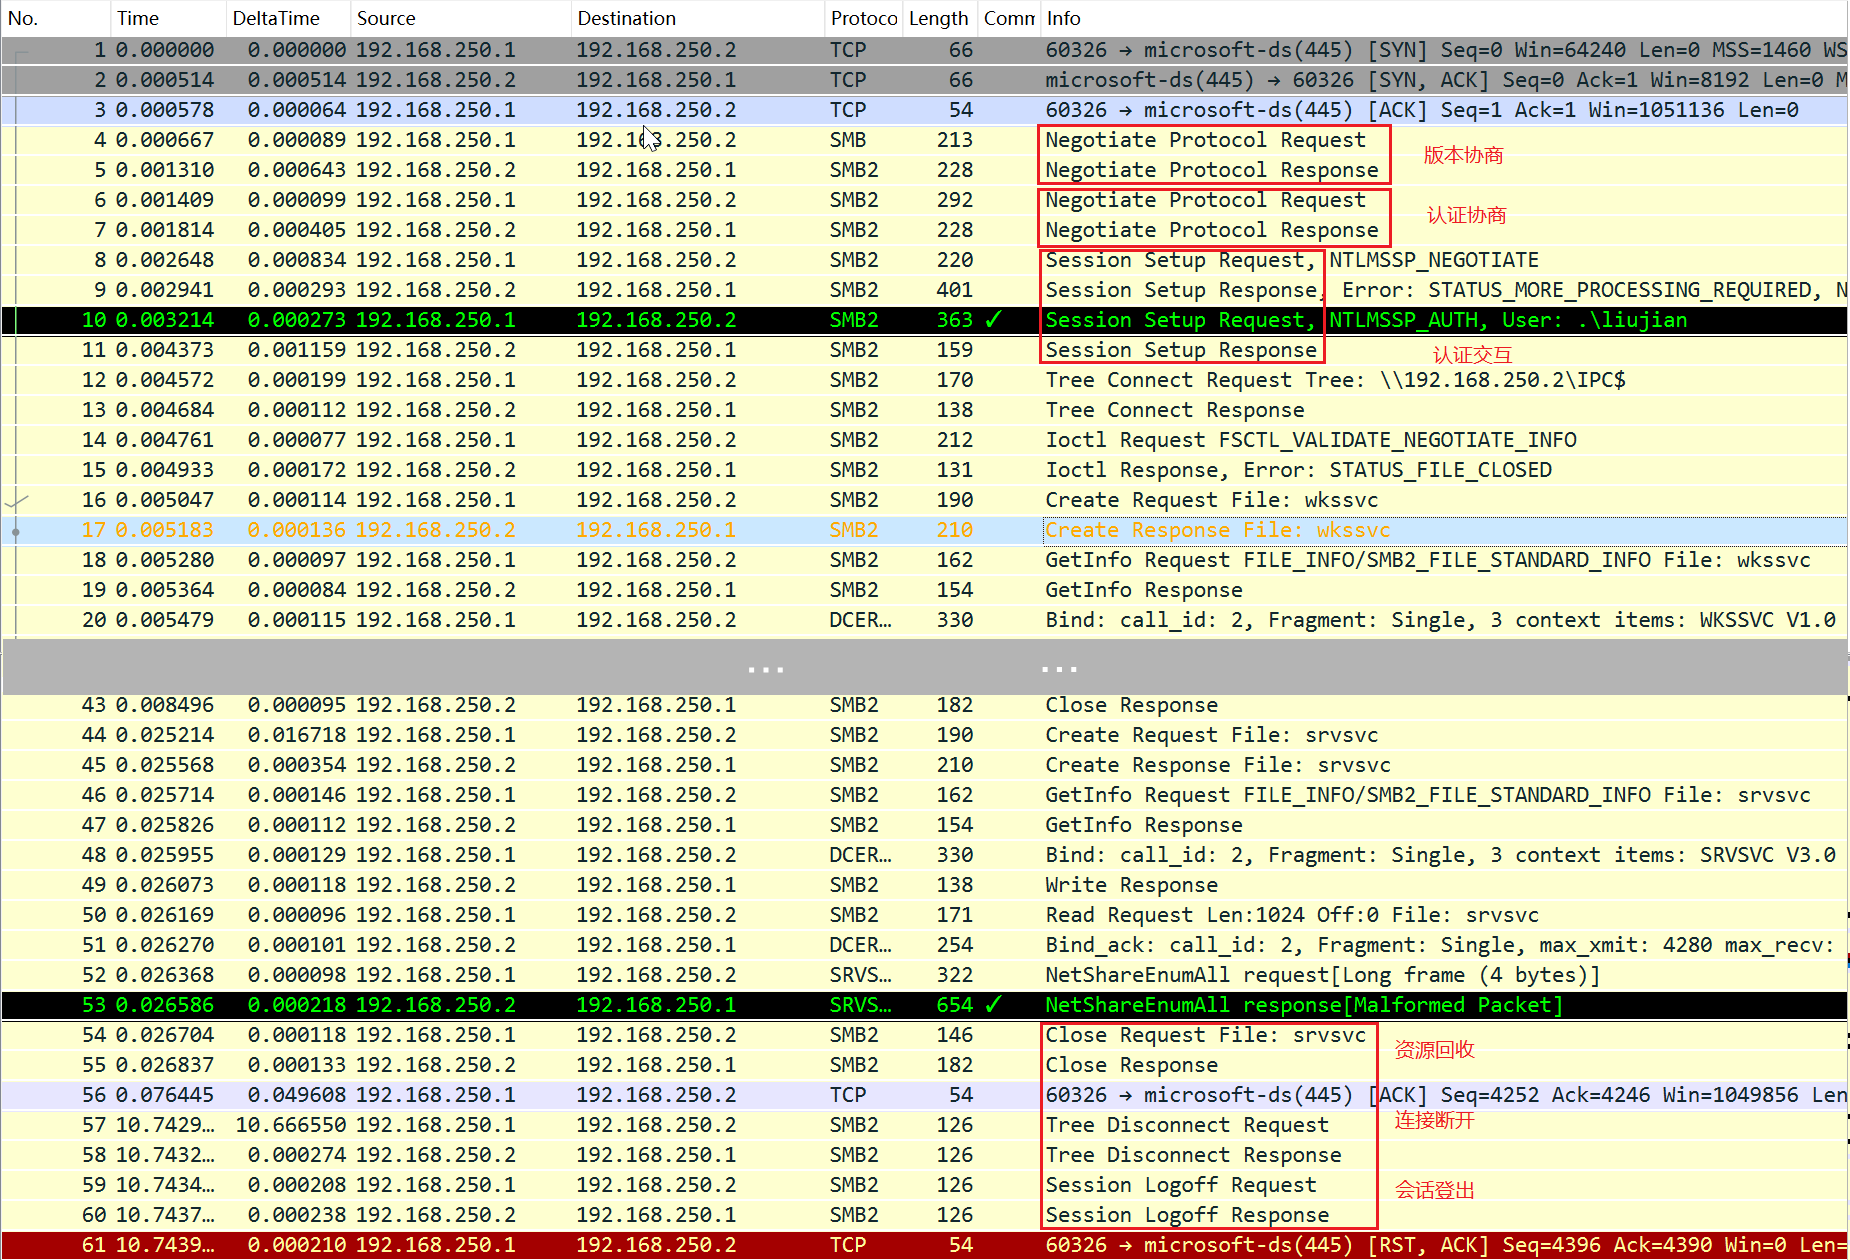 No. Time DeltaTime Source Destination Protoco Length Comm Info
1 0.000000 0.000000 192.168.250.1 192.168.250.2 TCP 66 60326 → microsoft-ds(445) [SYN] Seq=0 Win=64240 Len=0 MSS=1460 WS
2 0.000514 0.000514 192.168.250.2 192.168.250.1 TCP 66 microsoft-ds(445) → 60326 [SYN, ACK] Seq=0 Ack=1 Win=8192 Len=0 M
3 0.000578 0.000064 192.168.250.1 192.168.250.2 TCP 54 60326 → microsoft-ds(445) [ACK] Seq=1 Ack=1 Win=1051136 Len=0
4 0.000667 0.000089 192.168.250.1 192.168.250.2 SMB 213 Negotiate Protocol Request
版本协商
5 0.001310 0.000643 192.168.250.2 192.168.250.1 SMB2 228 Negotiate Protocol Response
6 0.001409 0.000099 192.168.250.1 192.168.250.2 SMB2 292 Negotiate Protocol Request
认证协商
7 0.001814 0.000405 192.168.250.2 192.168.250.1 SMB2 228 Negotiate Protocol Response
8 0.002648 0.000834 192.168.250.1 192.168.250.2 SMB2 220 Session Setup Request, NTLMSSP_NEGOTIATE
9 0.002941 0.000293 192.168.250.2 192.168.250.1 SMB2 401 Session Setup Response, Error: STATUS_MORE_PROCESSING_REQUIRED, N
10 0.003214 0.000273 192.168.250.1 192.168.250.2 SMB2 363 ✓ Session Setup Request, NTLMSSP_AUTH, User: .\liujian
11 0.004373 0.001159 192.168.250.2 192.168.250.1 SMB2 159 Session Setup Response
认证交互
12 0.004572 0.000199 192.168.250.1 192.168.250.2 SMB2 170 Tree Connect Request Tree: \\192.168.250.2\IPC$
13 0.004684 0.000112 192.168.250.2 192.168.250.1 SMB2 138 Tree Connect Response
14 0.004761 0.000077 192.168.250.1 192.168.250.2 SMB2 212 Ioctl Request FSCTL_VALIDATE_NEGOTIATE_INFO
15 0.004933 0.000172 192.168.250.2 192.168.250.1 SMB2 131 Ioctl Response, Error: STATUS_FILE_CLOSED
16 0.005047 0.000114 192.168.250.1 192.168.250.2 SMB2 190 Create Request File: wkssvc
17 0.005183 0.000136 192.168.250.2 192.168.250.1 SMB2 210 Create Response File: wkssvc
18 0.005280 0.000097 192.168.250.1 192.168.250.2 SMB2 162 GetInfo Request FILE_INFO/SMB2_FILE_STANDARD_INFO File: wkssvc
19 0.005364 0.000084 192.168.250.2 192.168.250.1 SMB2 154 GetInfo Response
20 0.005479 0.000115 192.168.250.1 192.168.250.2 DCER… 330 Bind: call_id: 2, Fragment: Single, 3 context items: WKSSVC V1.0
... ...
43 0.008496 0.000095 192.168.250.2 192.168.250.1 SMB2 182 Close Response
44 0.025214 0.016718 192.168.250.1 192.168.250.2 SMB2 190 Create Request File: srvsvc
45 0.025568 0.000354 192.168.250.2 192.168.250.1 SMB2 210 Create Response File: srvsvc
46 0.025714 0.000146 192.168.250.1 192.168.250.2 SMB2 162 GetInfo Request FILE_INFO/SMB2_FILE_STANDARD_INFO File: srvsvc
47 0.025826 0.000112 192.168.250.2 192.168.250.1 SMB2 154 GetInfo Response
48 0.025955 0.000129 192.168.250.1 192.168.250.2 DCER… 330 Bind: call_id: 2, Fragment: Single, 3 context items: SRVSVC V3.0
49 0.026073 0.000118 192.168.250.2 192.168.250.1 SMB2 138 Write Response
50 0.026169 0.000096 192.168.250.1 192.168.250.2 SMB2 171 Read Request Len:1024 Off:0 File: srvsvc
51 0.026270 0.000101 192.168.250.2 192.168.250.1 DCER… 254 Bind_ack: call_id: 2, Fragment: Single, max_xmit: 4280 max_recv:
52 0.026368 0.000098 192.168.250.1 192.168.250.2 SRVS… 322 NetShareEnumAll request[Long frame (4 bytes)]
53 0.026586 0.000218 192.168.250.2 192.168.250.1 SRVS… 654 ✓ NetShareEnumAll response[Malformed Packet]
54 0.026704 0.000118 192.168.250.1 192.168.250.2 SMB2 146 Close Request File: srvsvc
资源回收
55 0.026837 0.000133 192.168.250.2 192.168.250.1 SMB2 182 Close Response
56 0.076445 0.049608 192.168.250.1 192.168.250.2 TCP 54 60326 → microsoft-ds(445) [ACK] Seq=4252 Ack=4246 Win=1049856 Len
连接断开
57 10.7429… 10.666550 192.168.250.1 192.168.250.2 SMB2 126 Tree Disconnect Request
58 10.7432… 0.000274 192.168.250.2 192.168.250.1 SMB2 126 Tree Disconnect Response
59 10.7434… 0.000208 192.168.250.1 192.168.250.2 SMB2 126 Session Logoff Request
会话登出
60 10.7437… 0.000238 192.168.250.2 192.168.250.1 SMB2 126 Session Logoff Response
61 10.7439… 0.000210 192.168.250.1 192.168.250.2 TCP 54 60326 → microsoft-ds(445) [RST, ACK] Seq=4396 Ack=4390 Win=0 Len=